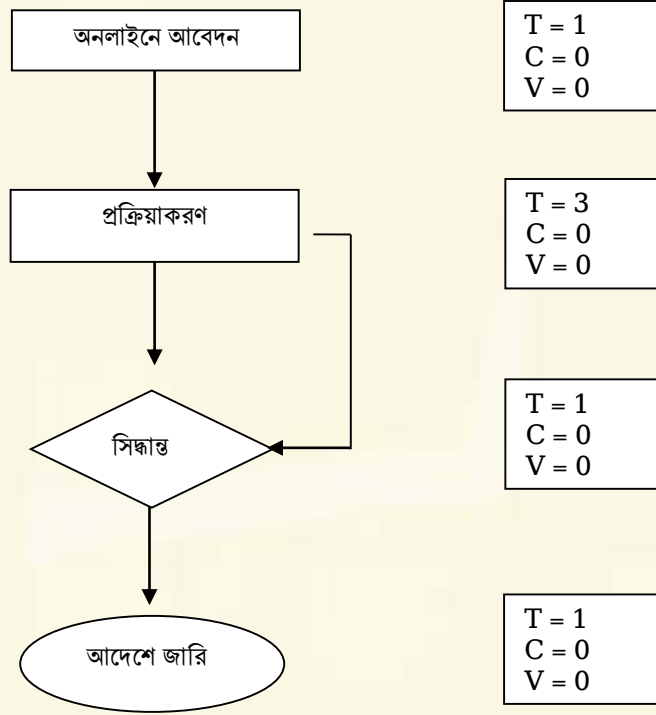 অনলাইনে আবেদন
T = 1
C = 0
V = 0
প্রক্রিয়াকরণ
T = 3
C = 0
V = 0
সিদ্ধান্ত
T = 1
C = 0
V = 0
আদেশে জারি
T = 1
C = 0
V = 0